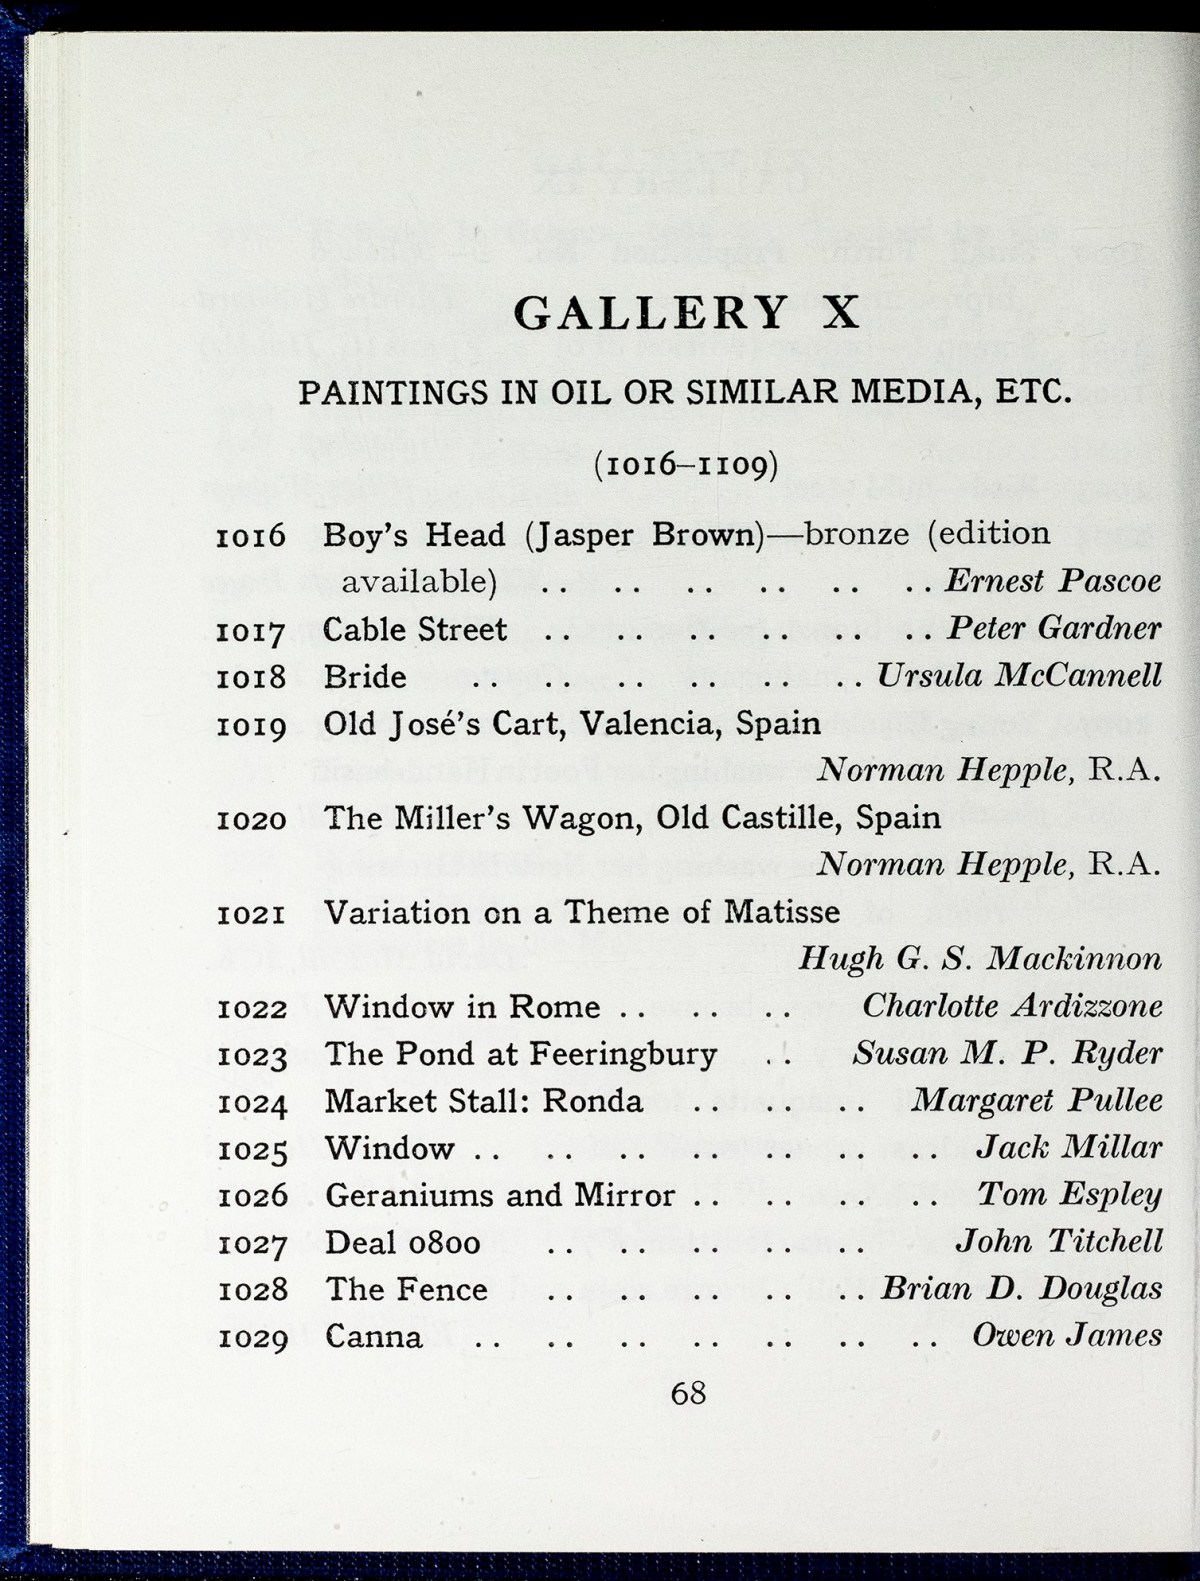 GALLERY X
PAINTINGS IN OIL OR SIMILAR MEDIA, ETC.
(1016–1109)
1016 Boy's Head (Jasper Brown)—bronze (edition
available) .. .. .. .. .. .. Ernest Pascoe
1017 Cable Street .. .. .. .. .. .. Peter Gardner
1018 Bride .. .. .. .. .. .. Ursula McCannell
1019 Old José's Cart, Valencia, Spain
Norman Hepple, R.A.
1020 The Miller's Wagon, Old Castille, Spain
Norman Hepple, R.A.
1021 Variation on a Theme of Matisse
Hugh G. S. Mackinnon
1022 Window in Rome .. .. .. Charlotte Ardizzone
1023 The Pond at Feeringbury .. Susan M. P. Ryder
1024 Market Stall: Ronda .. .. .. Margaret Pullee
1025 Window .. .. .. .. .. .. .. Jack Millar
1026 Geraniums and Mirror .. .. .. .. Tom Espley
1027 Deal 0800 .. .. .. .. .. John Titchell
1028 The Fence .. .. .. .. .. Brian D. Douglas
1029 Canna .. .. .. .. .. .. .. Owen James
68